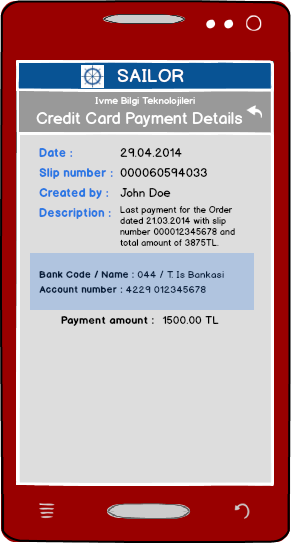 SAILOR
Ivme Bilgi Teknolojileri
Credit Card Payment Details
Date : 29.04.2014
Slip number : 000060594033
Created by : John Doe
Description : Last payment for the Order
dated 21.03.2014 with slip
number 000012345678 and
total amount of 3875TL.
Bank Code / Name : 044 / T. Is Bankasi
Account number : 4229 012345678
Payment amount : 1500.00 TL